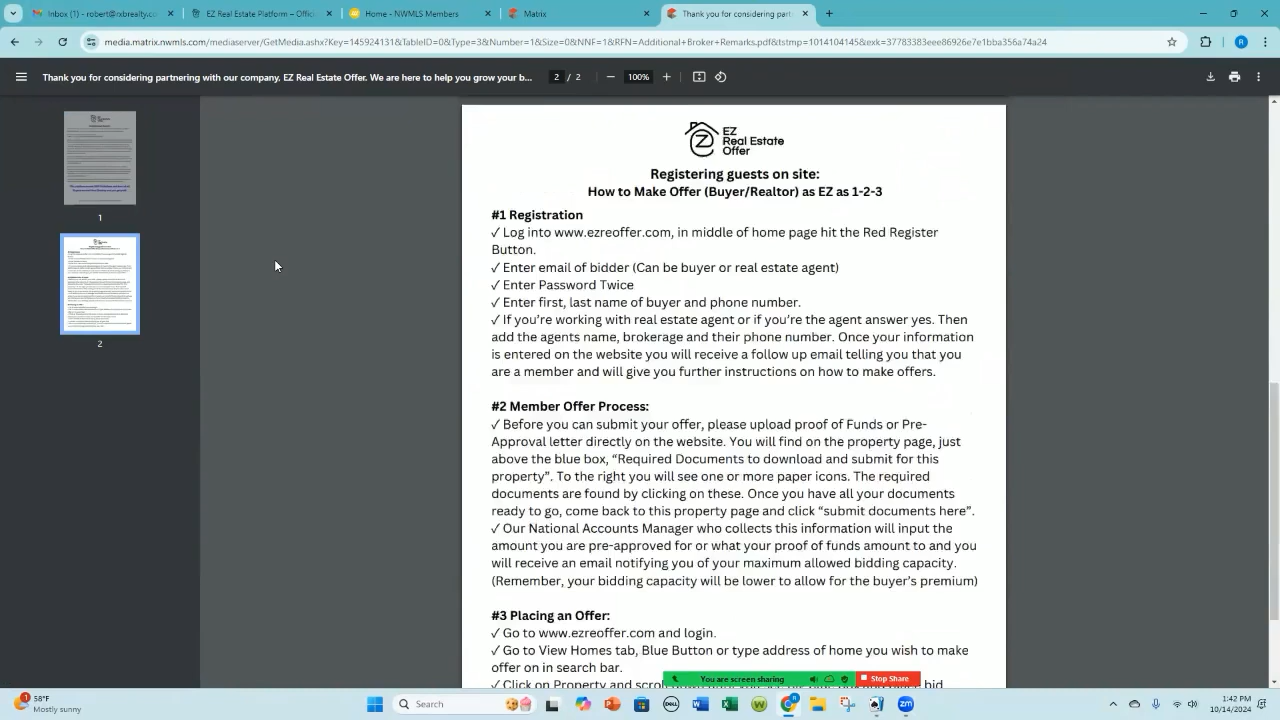 Inbox - robert@xbrealtyco
EZ Real Estate Platform - Offici
Home - NWMLS Members
Matrix
Thank you for considering part
media.matrix.nwmls.com/mediaserver/GetMedia.ashx?Key=145924131&TableID=0&Type=3&Number=1&Size=0&NNF=1&RFN=Additional+Broker+Remarks.pdf&tstmp=1014104145&exk=37783383eee86926e7e1bba356a74a24
Thank you for considering partnering with our company, EZ Real Estate Offer. We are here to help you grow your b...
2 / 2
100%
1
2
EZ
Real Estate
Offer
Registering guests on site:
How to Make Offer (Buyer/Realtor) as EZ as 1-2-3
#1 Registration
✓ Log into www.ezreoffer.com, in middle of home page hit the Red Register
Button.
✓ Enter email of bidder (Can be buyer or real estate agent)
✓ Enter Password Twice
✓ Enter first, last name of buyer and phone number.
✓ If you're working with real estate agent or if you're the agent answer yes. Then
add the agents name, brokerage and their phone number. Once your information
is entered on the website you will receive a follow up email telling you that you
are a member and will give you further instructions on how to make offers.
#2 Member Offer Process:
✓ Before you can submit your offer, please upload proof of Funds or Pre-
Approval letter directly on the website. You will find on the property page, just
above the blue box, “Required Documents to download and submit for this
property”. To the right you will see one or more paper icons. The required
documents are found by clicking on these. Once you have all your documents
ready to go, come back to this property page and click “submit documents here”.
✓ Our National Accounts Manager who collects this information will input the
amount you are pre-approved for or what your proof of funds amount to and you
will receive an email notifying you of your maximum allowed bidding capacity.
(Remember, your bidding capacity will be lower to allow for the buyer's premium)
#3 Placing an Offer:
✓ Go to www.ezreoffer.com and login.
✓ Go to View Homes tab, Blue Button or type address of home you wish to make
offer on in search bar.
✓ Click on Property and scroll
bid
You are screen sharing
Stop Share
58°F
Mostly sunny
Search
1:42 PM
10/14/2024